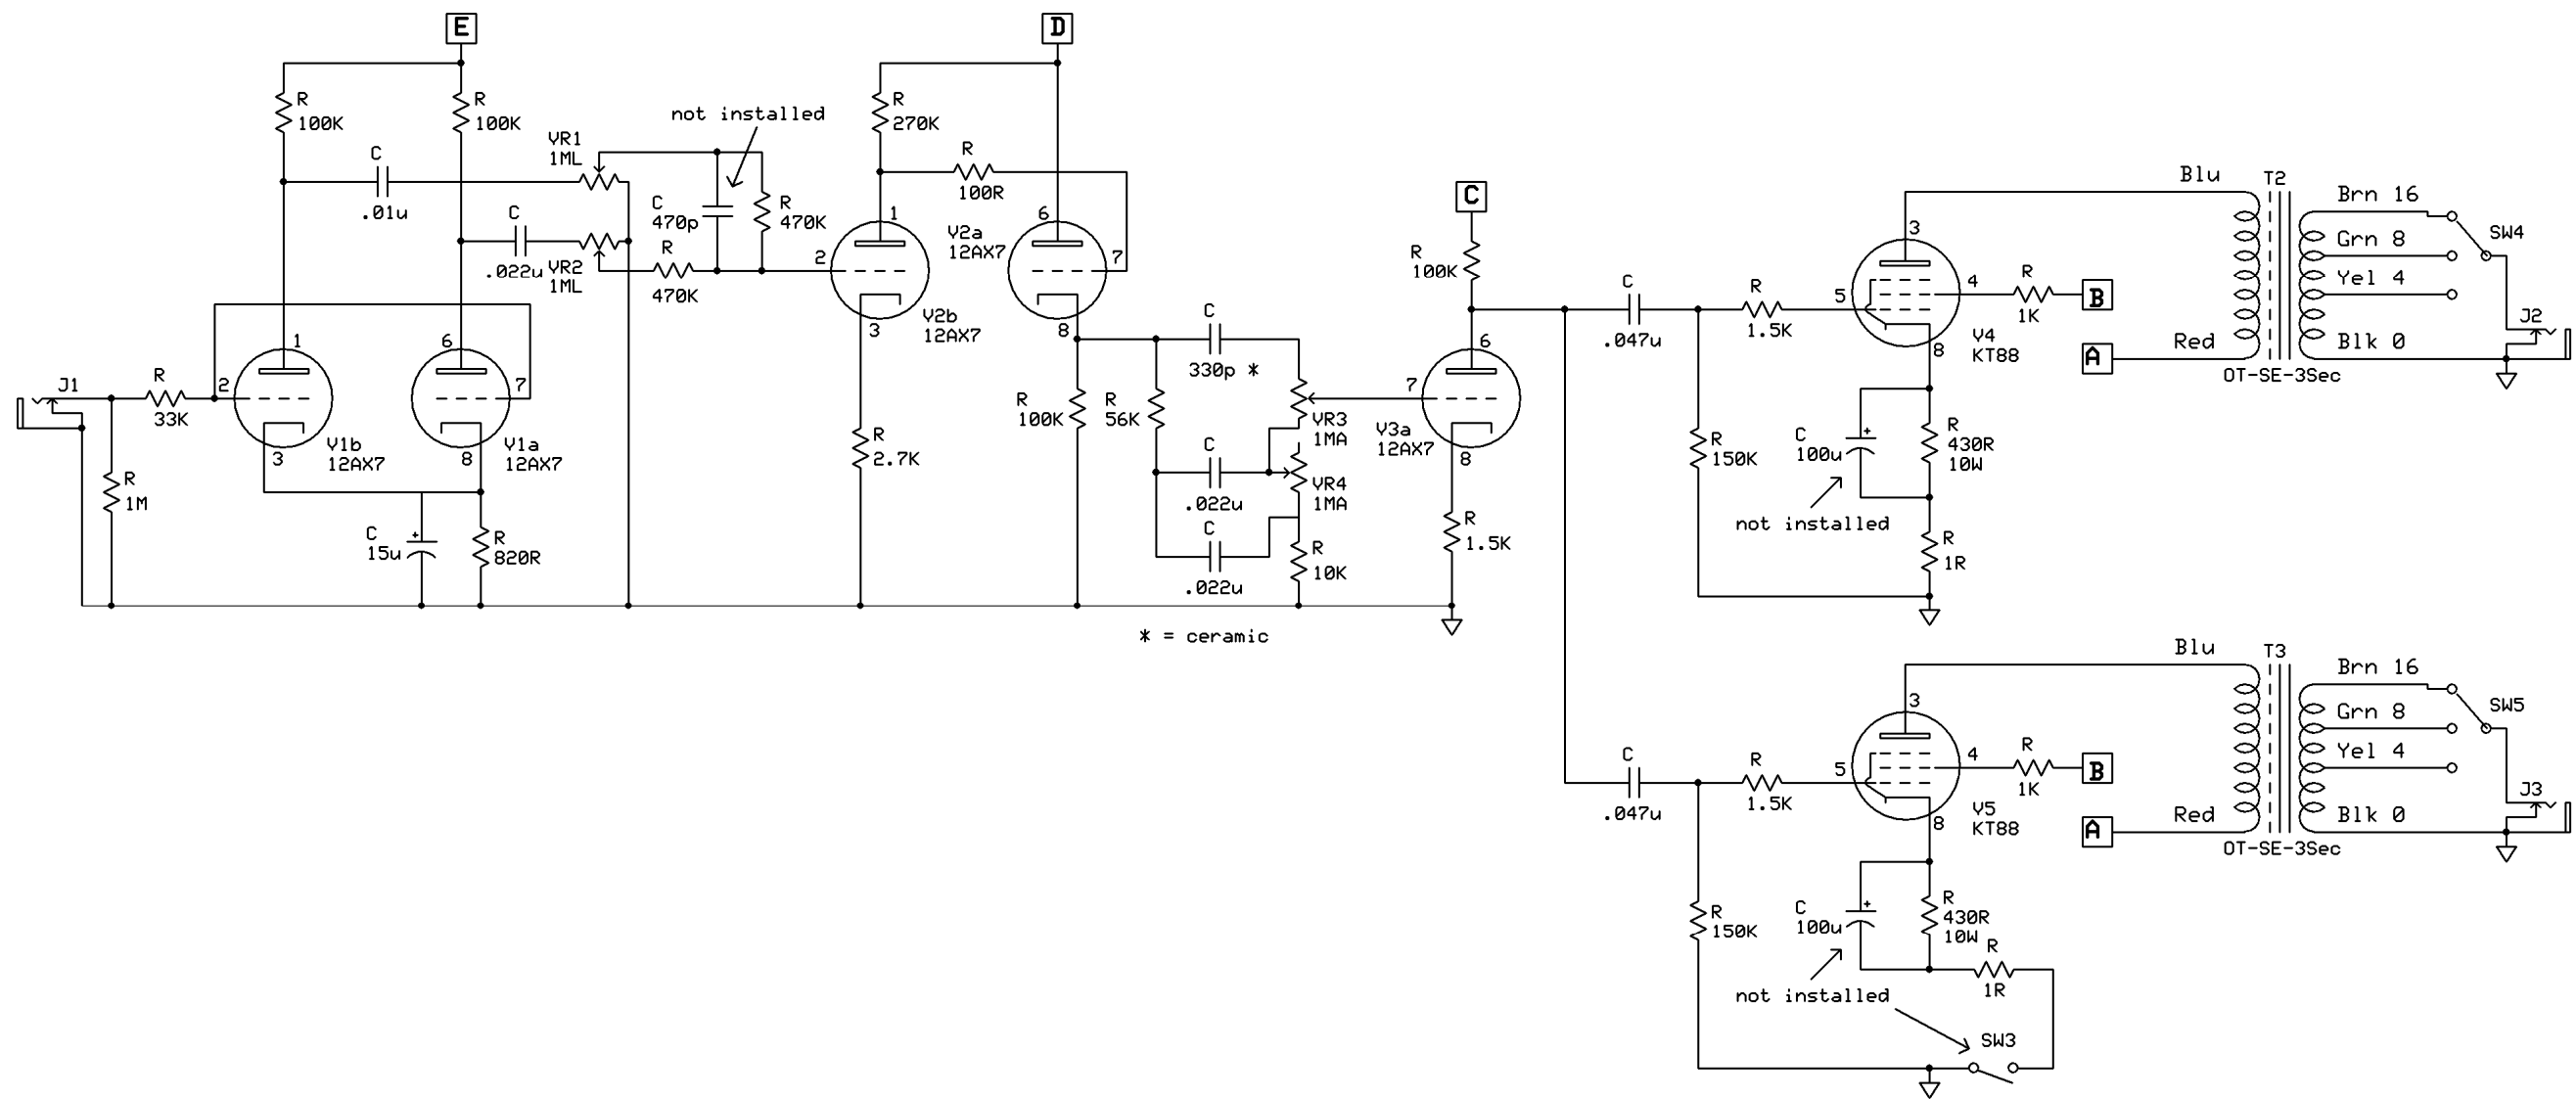 E
D
R
100K
R
100K
not installed
VR1
1ML
C
.01u
C
.022u
VR2
1ML
C
470p
R
470K
R
470K
R
270K
R
100R
1
2
3
V2b
12AX7
V2a
12AX7
6
7
8
J1
R
33K
R
1M
2
1
3
V1b
12AX7
6
7
8
V1a
12AX7
C
15u
R
820R
R
2.7K
R
100K
R
56K
C
330p *
VR3
1MA
C
.022u
VR4
1MA
C
.022u
R
10K
* = ceramic
C
R
100K
6
7
8
V3a
12AX7
R
1.5K
C
.047u
R
1.5K
R
150K
3
4
5
8
V4
KT88
R
1K
B
A
Blu
Red
T2
OT-SE-3Sec
Brn 16
Grn 8
Yel 4
Blk 0
SW4
J2
C
100u
R
430R
10W
not installed
R
1R
C
.047u
R
1.5K
R
150K
3
4
5
8
V5
KT88
R
1K
B
A
Blu
Red
T3
OT-SE-3Sec
Brn 16
Grn 8
Yel 4
Blk 0
SW5
J3
C
100u
R
430R
10W
R
1R
not installed
SW3